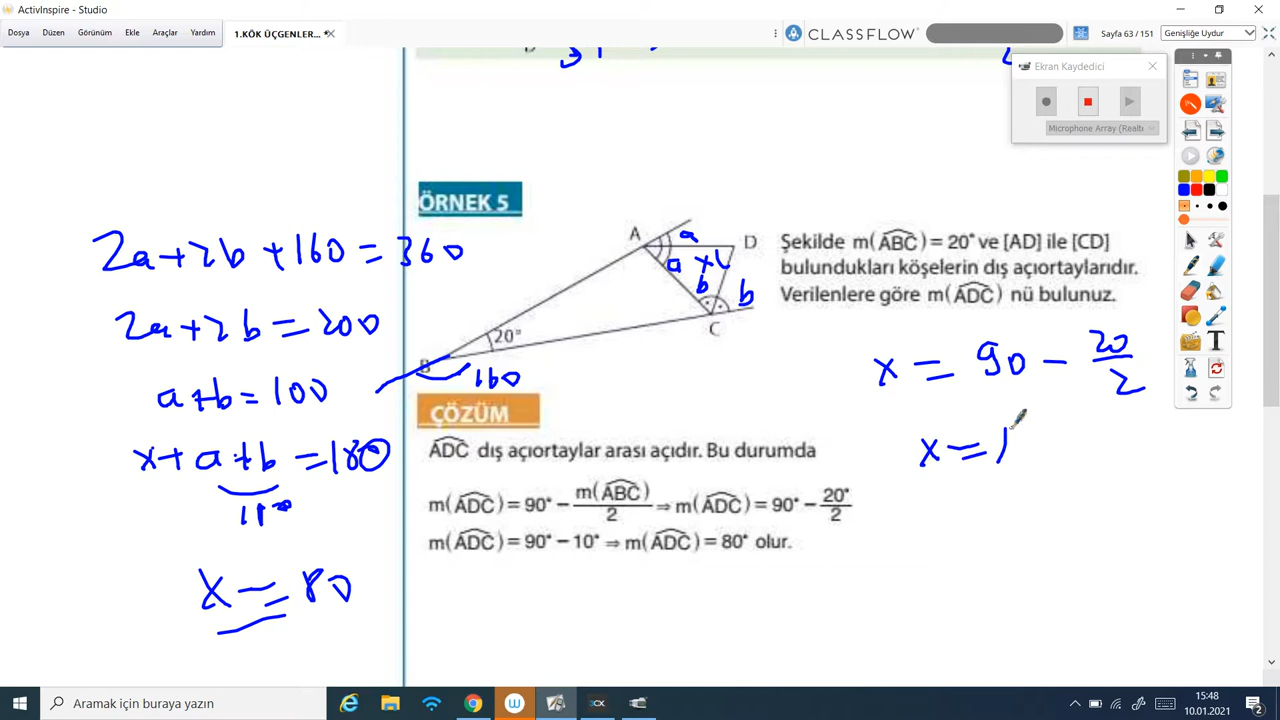 ActivInspire - Studio
Dosya Düzen Görünüm Ekle Araçlar Yardım
1.KÖK ÜÇGENLER...
CLASSFLOW
Sayfa 63 / 151
Genişliğe Uydur
Ekran Kaydedici
Microphone Array (Realte
ÖRNEK 5
A
D
B
C
20°
a
a
x
b
b
160
Şekilde m(ABC) = 20° ve [AD] ile [CD]
bulundukları köşelerin dış açıortaylarıdır.
Verilenlere göre m(ADC) nü bulunuz.
2a+2b+160=360
2a+2b=200
a+b=100
x+a+b=180
x=80
x = 90 - 20/2
x=1
ÇÖZÜM
ADC dış açıortaylar arası açıdır. Bu durumda
m(ADC) = 90° - m(ABC)/2 ⇒ m(ADC) = 90° - 20°/2
m(ADC) = 90° - 10° ⇒ m(ADC) = 80° olur.
Aramak için buraya yazın
15:48
10.01.2021
2